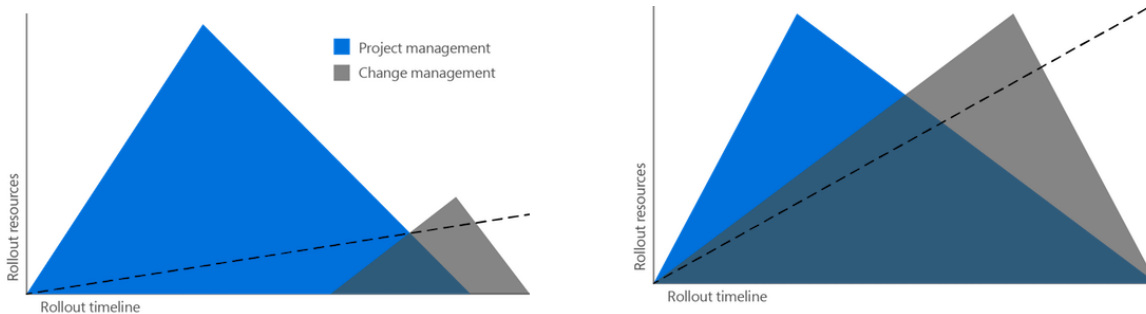 Project management
Change management
Rollout resources
Rollout timeline
Rollout resources
Rollout timeline